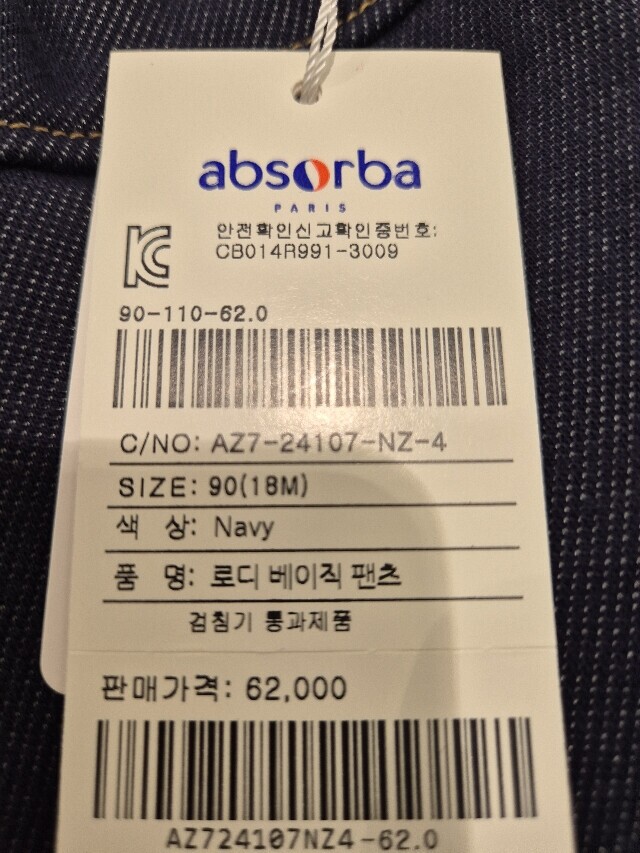 absorba
PARIS
안전확인신고확인증번호:
CB014R991-3009
90-110-62.0
C/NO: AZ7-24107-NZ-4
SIZE: 90(18M)
색 상: Navy
품 명: 로디 베이직 팬츠
검침기 통과제품
판매가격: 62,000
AZ724107NZ4-62.0